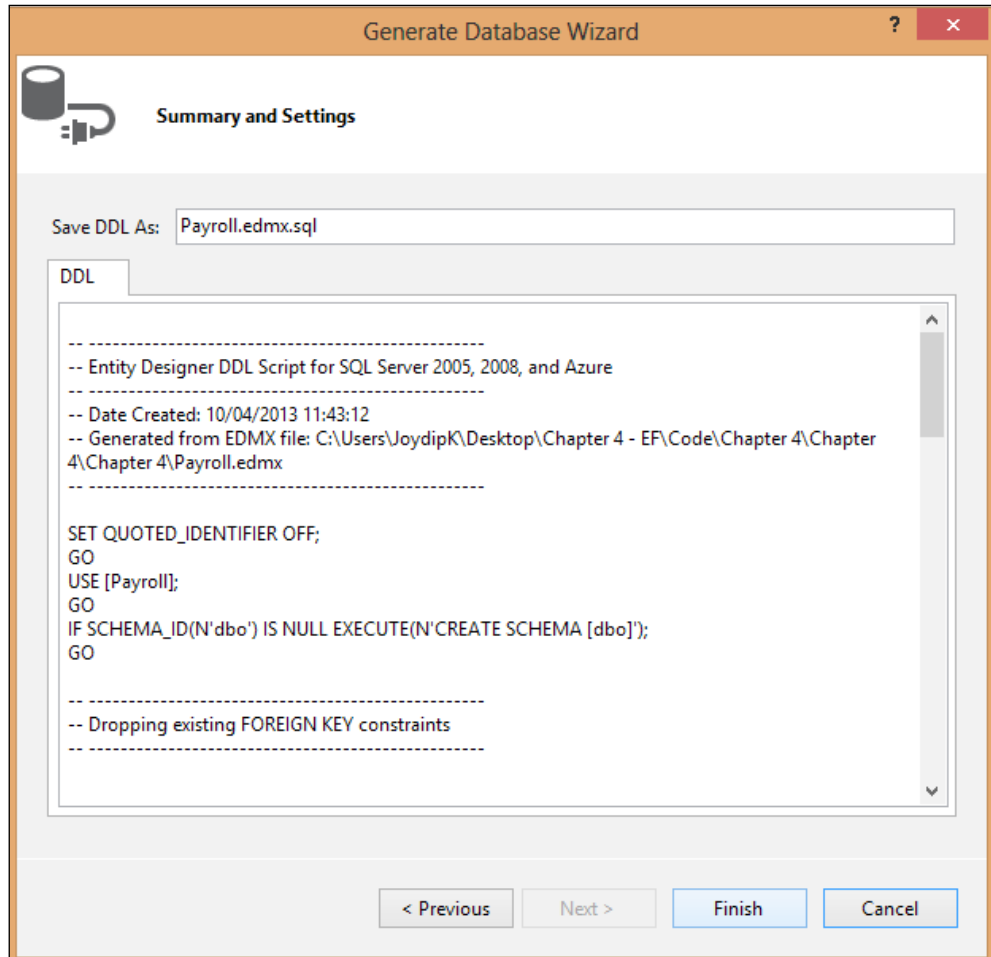 Generate Database Wizard
?
×
Summary and Settings
Save DDL As: Payroll.edmx.sql
DDL
-- --------------------------------------------------
-- Entity Designer DDL Script for SQL Server 2005, 2008, and Azure
-- --------------------------------------------------
-- Date Created: 10/04/2013 11:43:12
-- Generated from EDMX file: C:\Users\JoydipK\Desktop\Chapter 4 - EF\Code\Chapter 4\Chapter
4\Chapter 4\Payroll.edmx
-- --------------------------------------------------
SET QUOTED_IDENTIFIER OFF;
GO
USE [Payroll];
GO
IF SCHEMA_ID(N'dbo') IS NULL EXECUTE(N'CREATE SCHEMA [dbo]');
GO
-- --------------------------------------------------
-- Dropping existing FOREIGN KEY constraints
-- --------------------------------------------------
< Previous Next > Finish Cancel